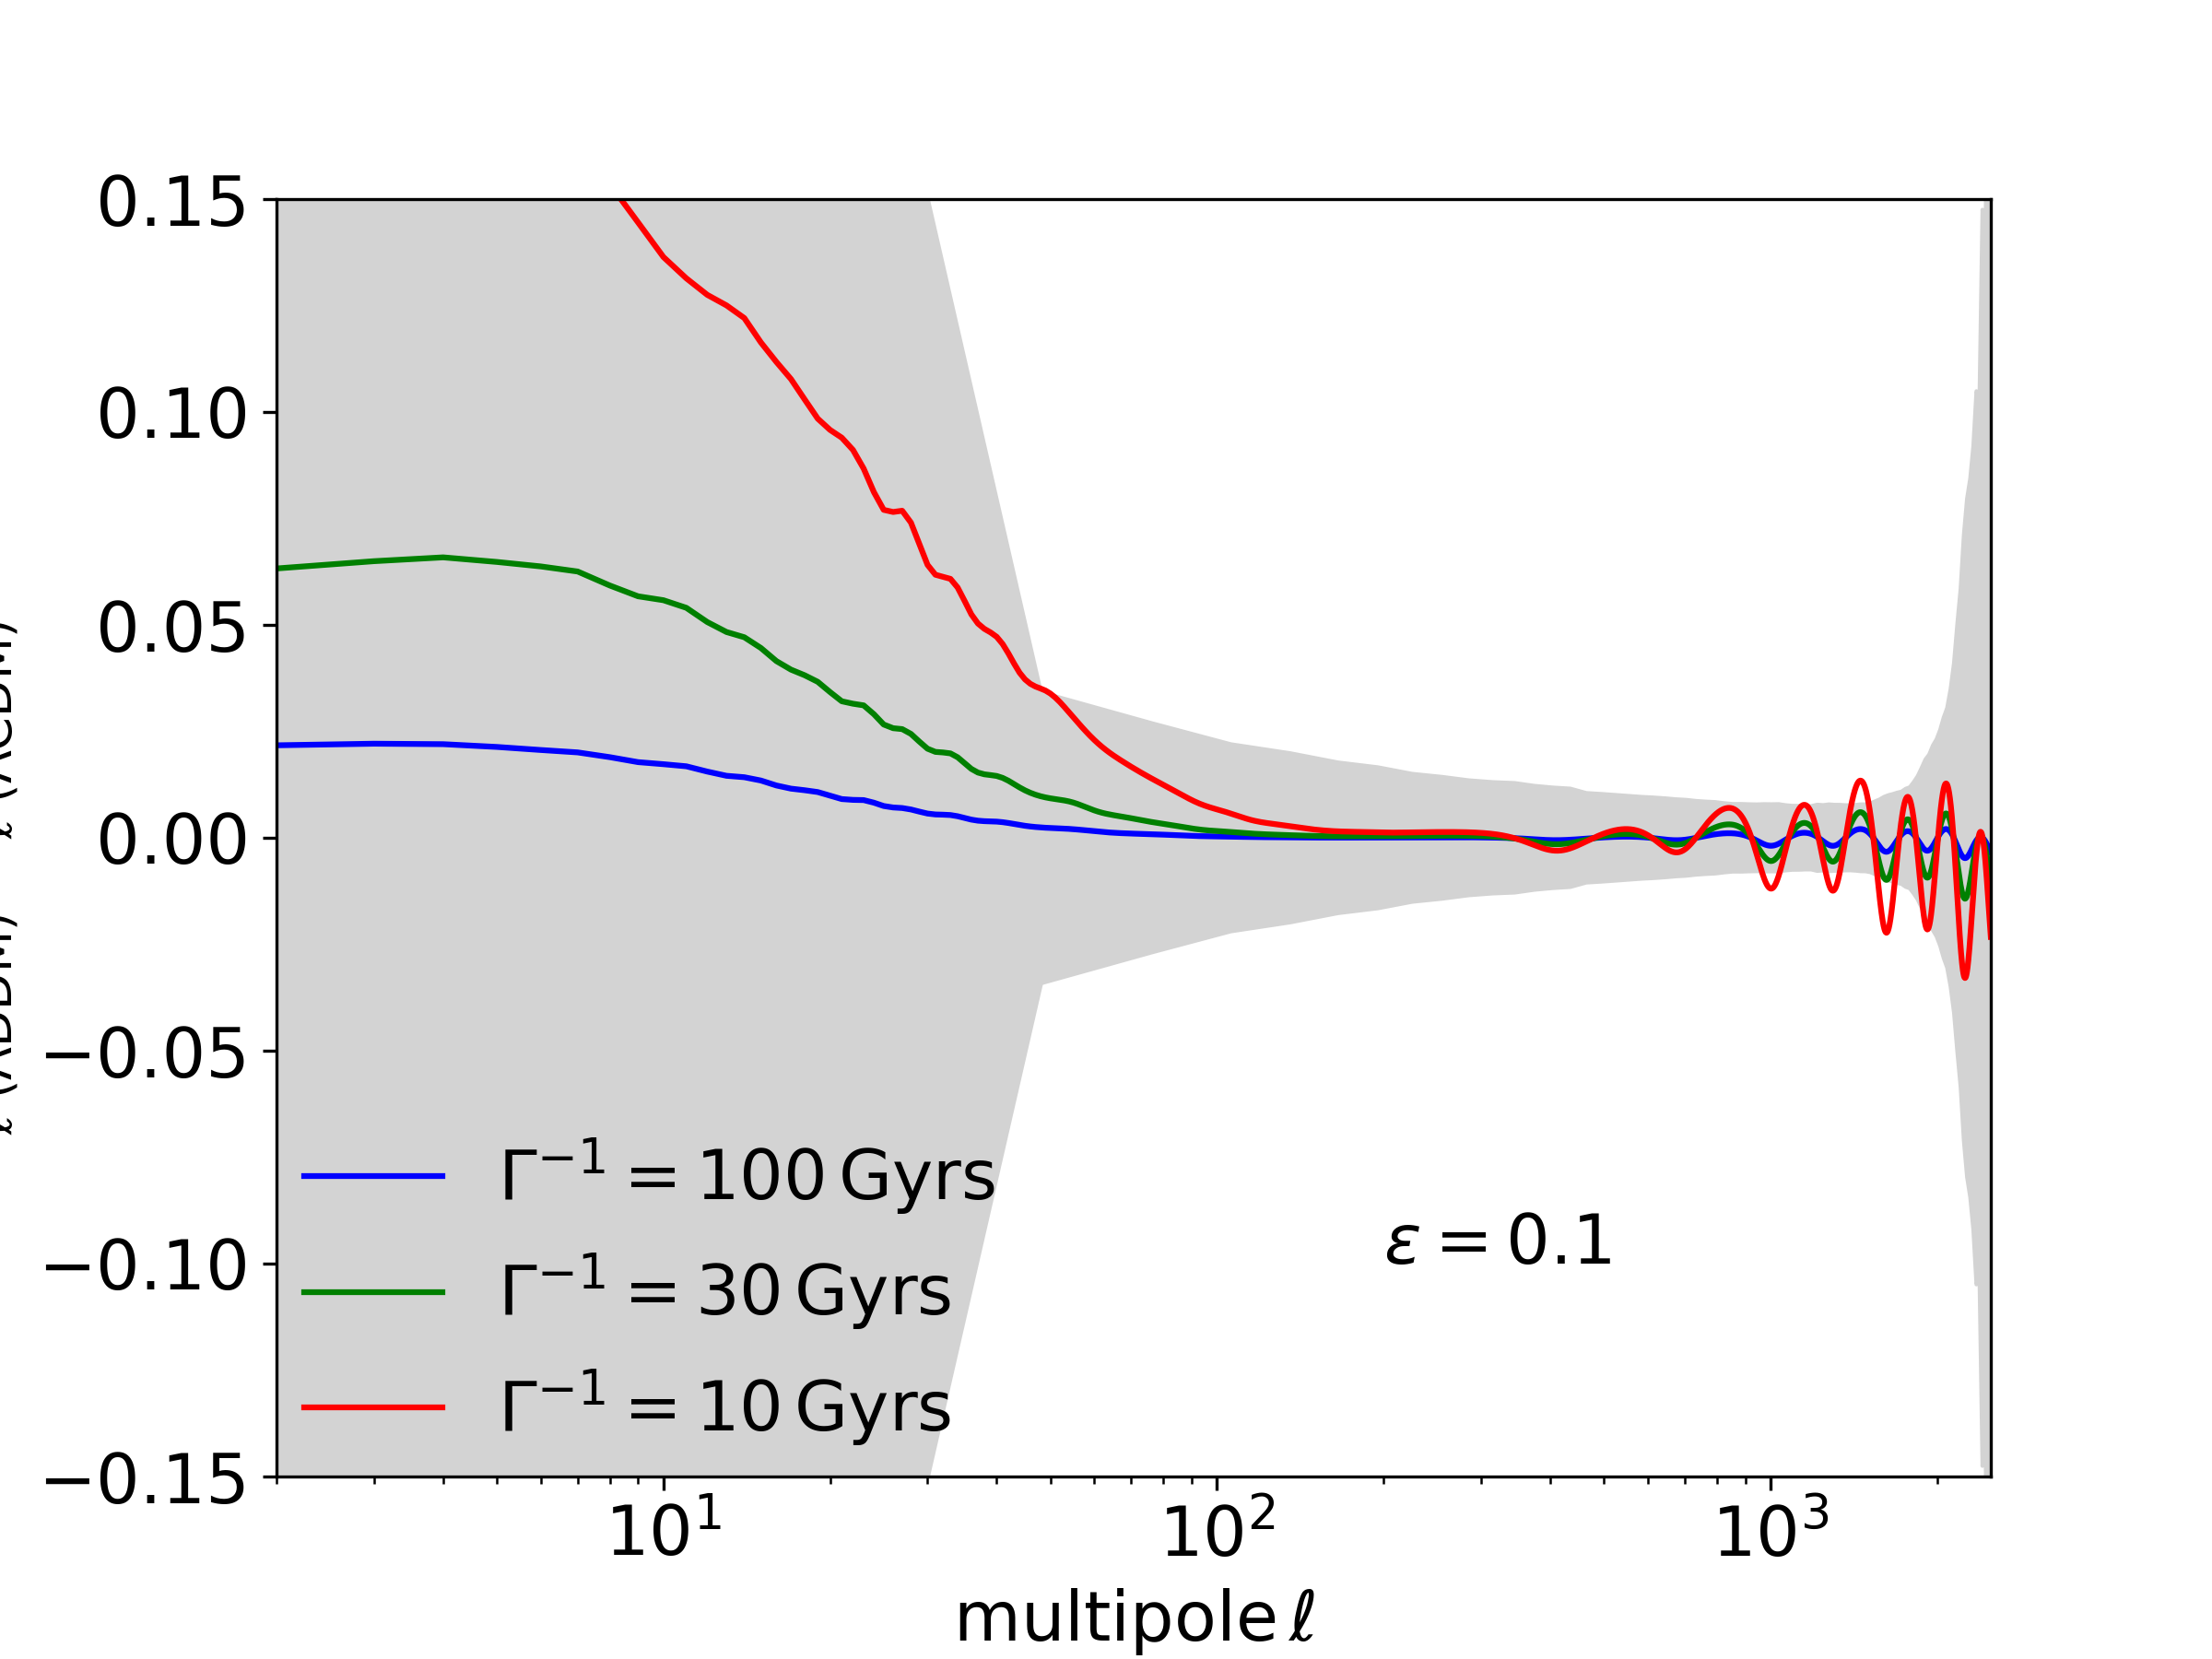 0.15
0.10
0.05
0.00
−0.05
−0.10
−0.15
Γ⁻¹ = 100 Gyrs
Γ⁻¹ = 30 Gyrs
Γ⁻¹ = 10 Gyrs
ε = 0.1
10¹
10²
10³
multipole ℓ